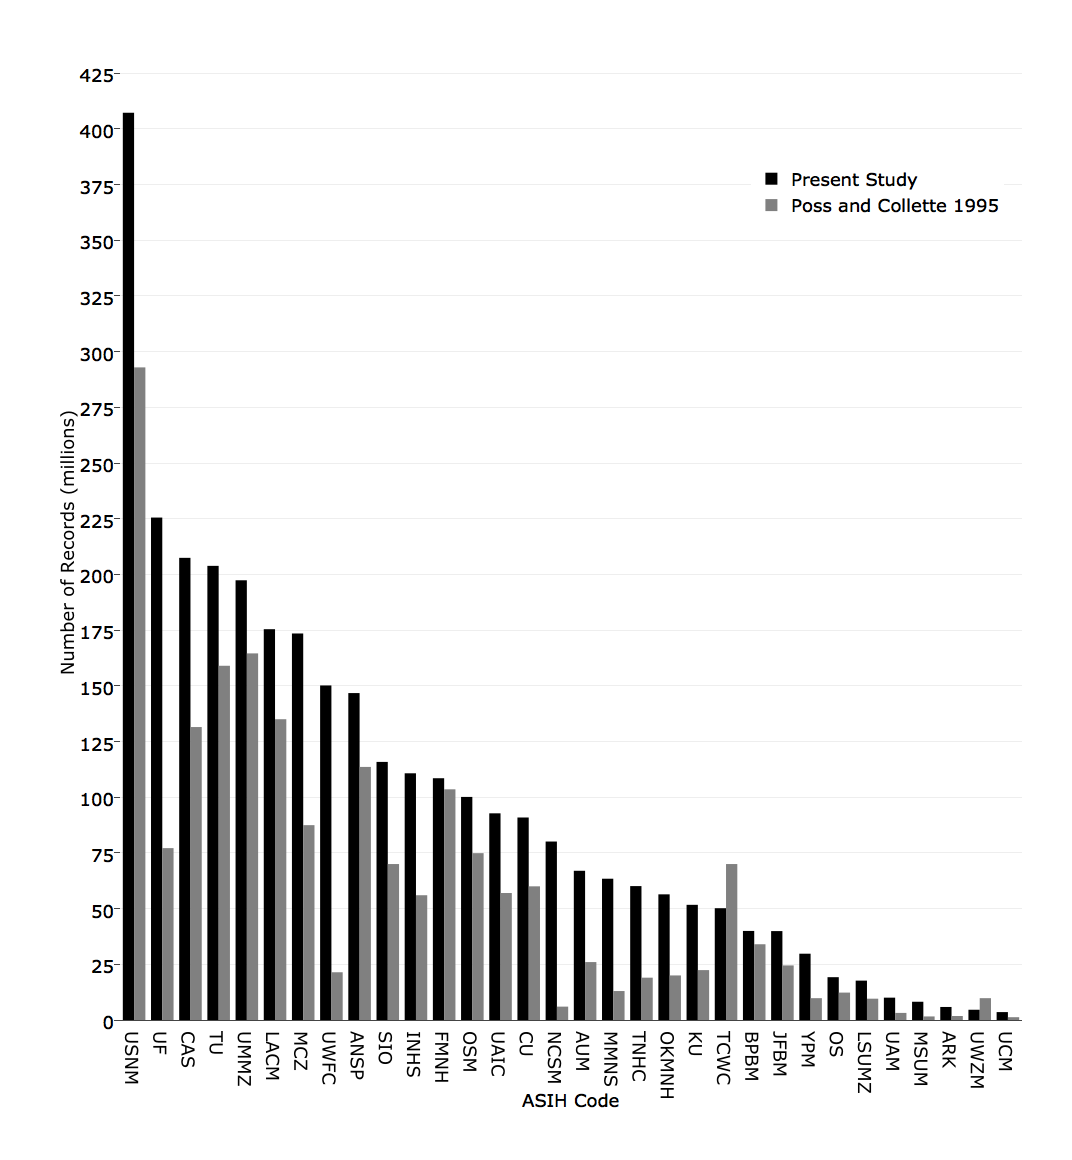 425
400
375
350
325
300
275
250
225
200
175
150
125
100
75
50
25
0
Number of Records (millions)
Present Study
Poss and Collette 1995
USNM
UF
CAS
TU
UMMZ
LACM
MCZ
UWFC
ANSP
SIO
INHS
FMNH
OSM
UAIC
CU
NCSM
AUM
MMNS
TNHC
OKMNH
KU
TCWC
BPBM
JFBM
YPM
OS
LSUMZ
UAM
MSUM
ARK
UWZM
UCM
ASIH Code